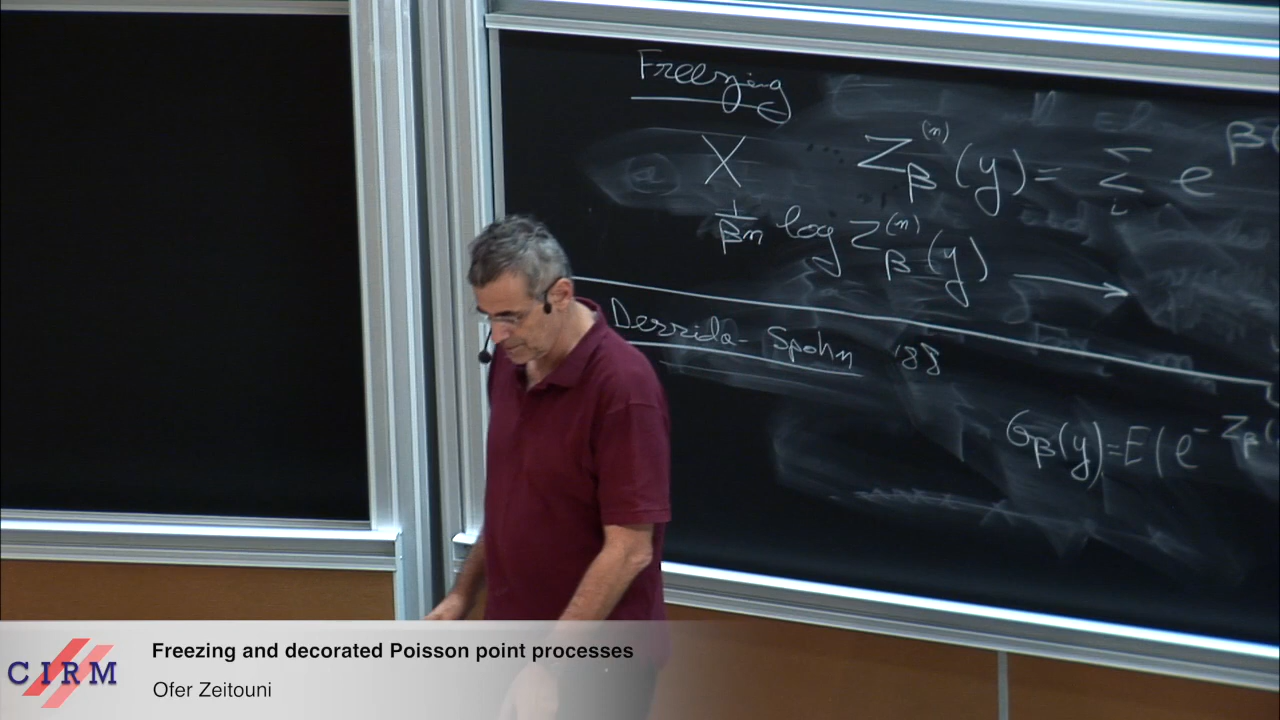 Freezing
X Z_β^(n)(y) = Σ_i e^β(
1/βn log Z_β^(n)(y) →
Derrida-Spohn '88
G_β(y) = E(e^- Z_β(
CIRM
Freezing and decorated Poisson point processes
Ofer Zeitouni